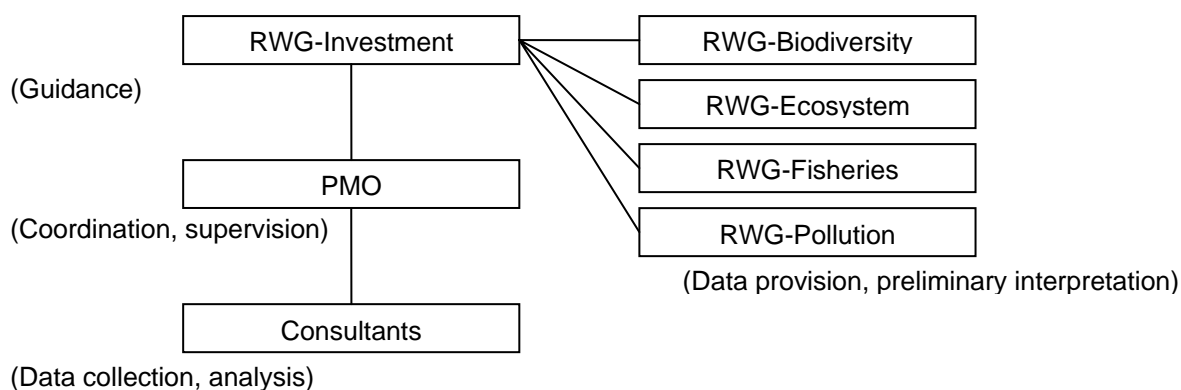 RWG-Investment
RWG-Biodiversity
(Guidance)
RWG-Ecosystem
RWG-Fisheries
PMO
(Coordination, supervision)
RWG-Pollution
(Data provision, preliminary interpretation)
Consultants
(Data collection, analysis)